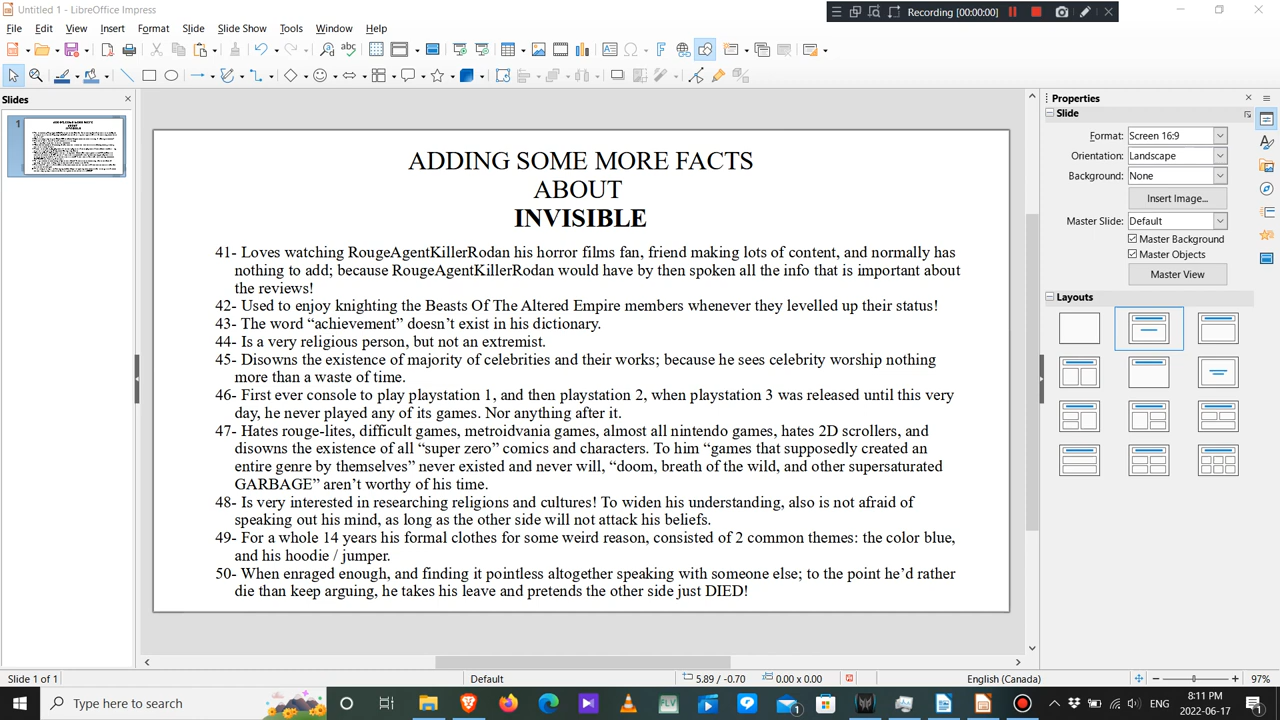 Untitled 1 - LibreOffice Impress
Recording [00:00:00]
File Edit View Insert Format Slide Slide Show Tools Window Help
Slides
Properties
Slide
1
Format: Screen 16:9
Orientation: Landscape
Background: None
Insert Image...
Master Slide: Default
Master Background
Master Objects
Master View
Layouts
ADDING SOME MORE FACTS
ABOUT
INVISIBLE
41- Loves watching RougeAgentKillerRodan his horror films fan, friend making lots of content, and normally has
nothing to add; because RougeAgentKillerRodan would have by then spoken all the info that is important about
the reviews!
42- Used to enjoy knighting the Beasts Of The Altered Empire members whenever they levelled up their status!
43- The word “achievement” doesn’t exist in his dictionary.
44- Is a very religious person, but not an extremist.
45- Disowns the existence of majority of celebrities and their works; because he sees celebrity worship nothing
more than a waste of time.
46- First ever console to play playstation 1, and then playstation 2, when playstation 3 was released until this very
day, he never played any of its games. Nor anything after it.
47- Hates rouge-lites, difficult games, metroidvania games, almost all nintendo games, hates 2D scrollers, and
disowns the existence of all “super zero” comics and characters. To him “games that supposedly created an
entire genre by themselves” never existed and never will, “doom, breath of the wild, and other supersaturated
GARBAGE” aren’t worthy of his time.
48- Is very interested in researching religions and cultures! To widen his understanding, also is not afraid of
speaking out his mind, as long as the other side will not attack his beliefs.
49- For a whole 14 years his formal clothes for some weird reason, consisted of 2 common themes: the color blue,
and his hoodie / jumper.
50- When enraged enough, and finding it pointless altogether speaking with someone else; to the point he’d rather
die than keep arguing, he takes his leave and pretends the other side just DIED!
Slide 1 of 1
Default
5.89 / -0.70
0.00 x 0.00
English (Canada)
97%
Type here to search
ENG
8:11 PM
2022-06-17